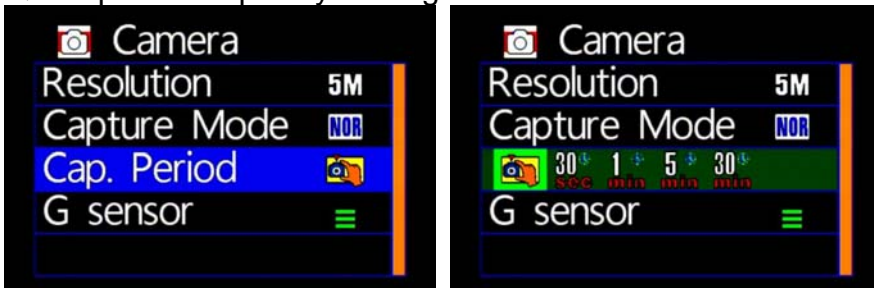 Camera
Resolution 5M
Capture Mode NOR
Cap. Period
G sensor
Camera
Resolution 5M
Capture Mode NOR
30 sec 1 min 5 min 30 min
G sensor